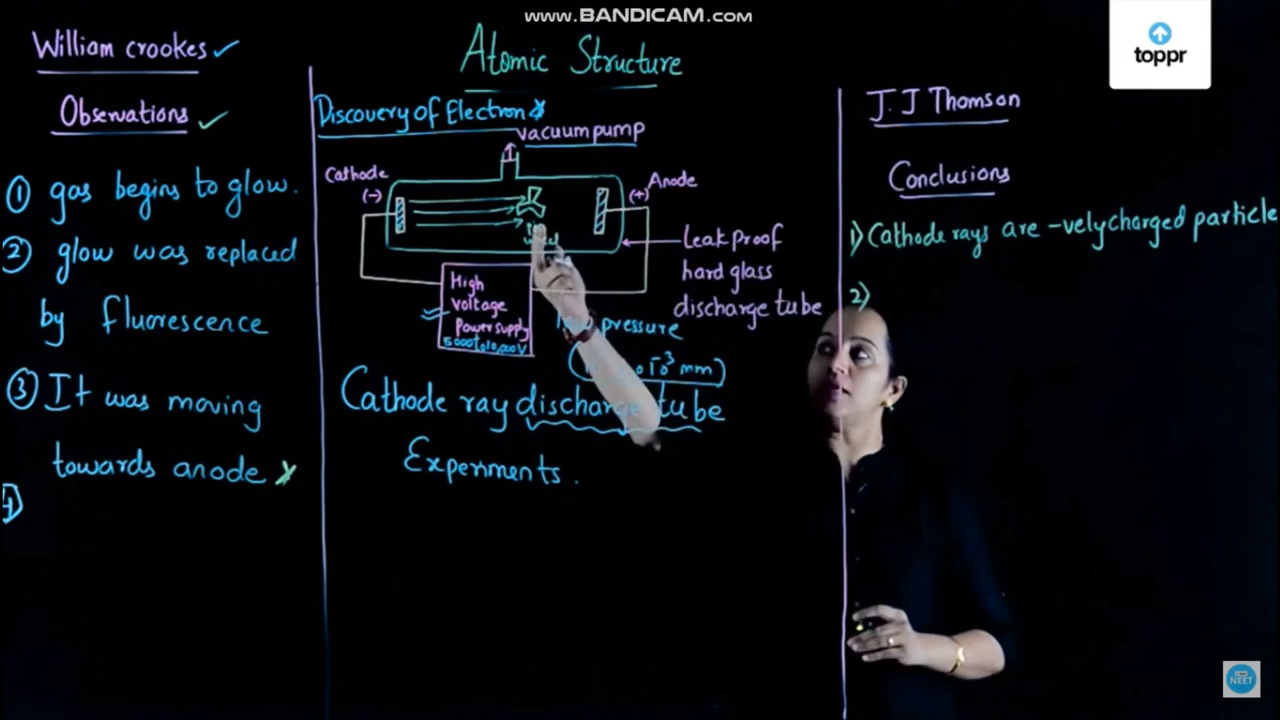 www.BANDICAM.com
toppr
Atomic Structure
William crookes
Observations
① gas begins to glow.
② glow was replaced
by fluorescence
③ It was moving
towards anode
④
Discovery of Electron
Vacuum pump
Cathode
(-)
Anode
(+)
High
Voltage
Power supply
Leak proof
hard glass
discharge tube
pressure
mm)
Cathode ray discharge tube
Experiments.
J.J Thomson
Conclusions
1) Cathode rays are -vely charged particle
2)
NEET